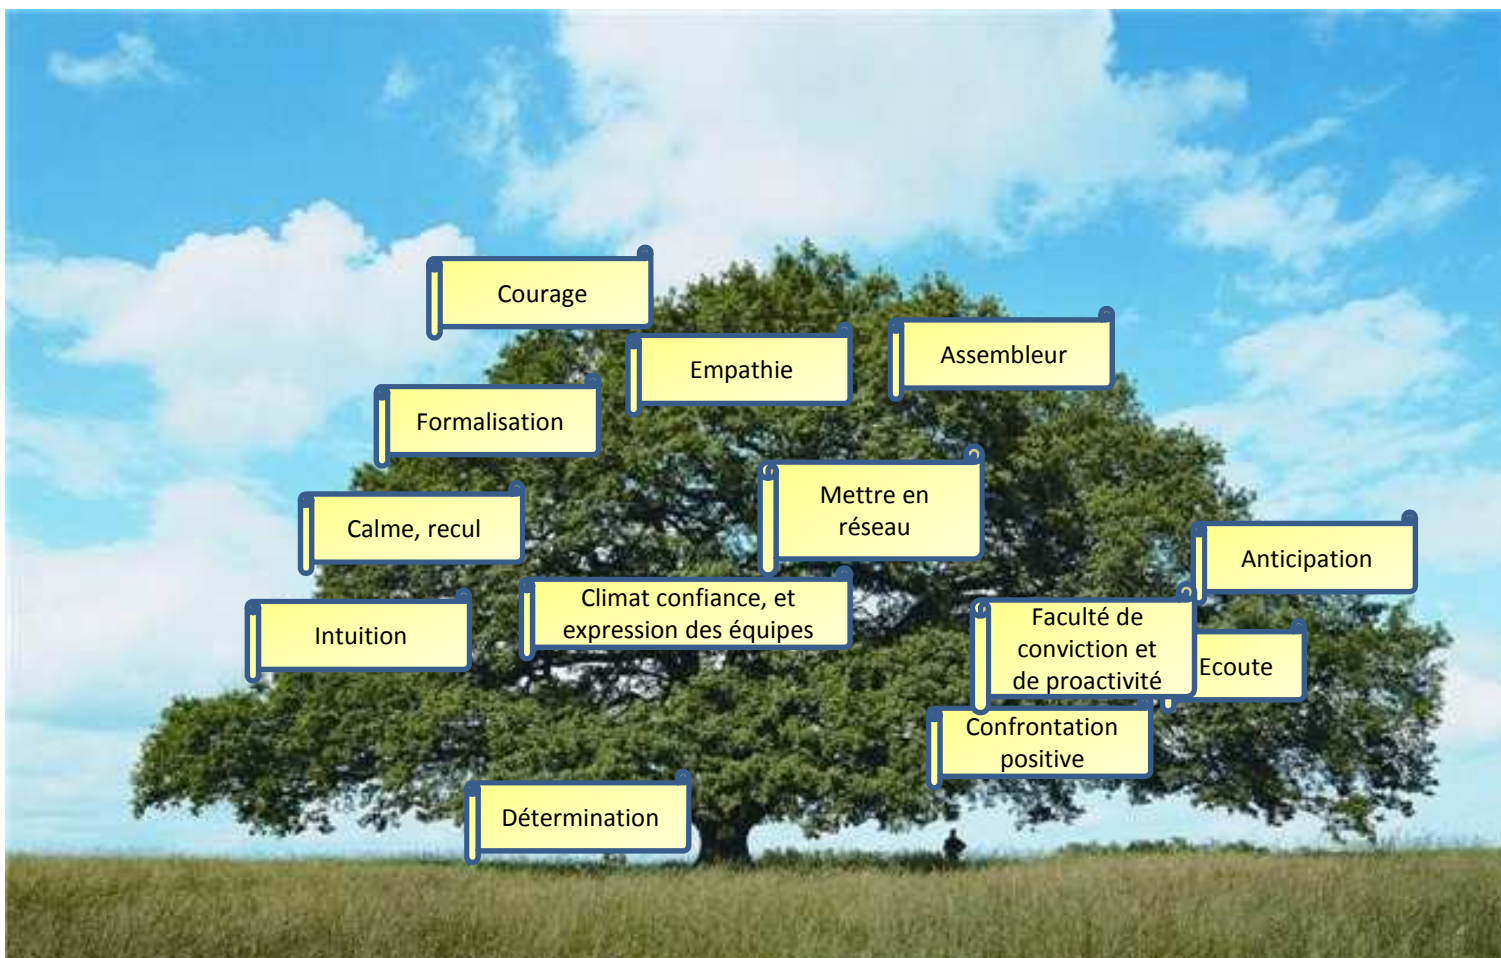 Courage
Empathie
Assembleur
Formalisation
Mettre en
réseau
Calme, recul
Anticipation
Climat confiance, et
expression des équipes
Intuition
Faculté de
conviction et
de proactivité
Ecoute
Confrontation
positive
Détermination